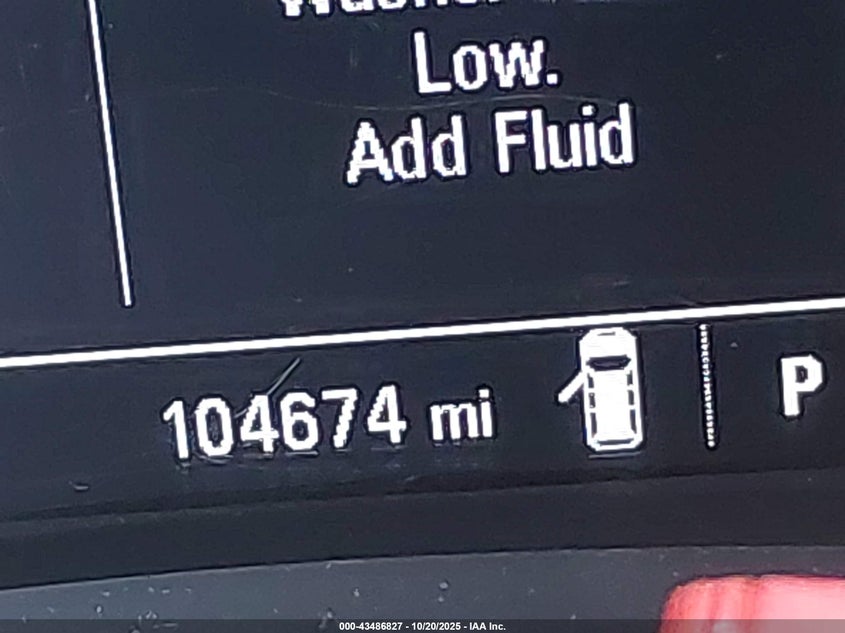 Low.
Add Fluid
104674 mi
P
000-43486827 - 10/20/2025 - IAA Inc.